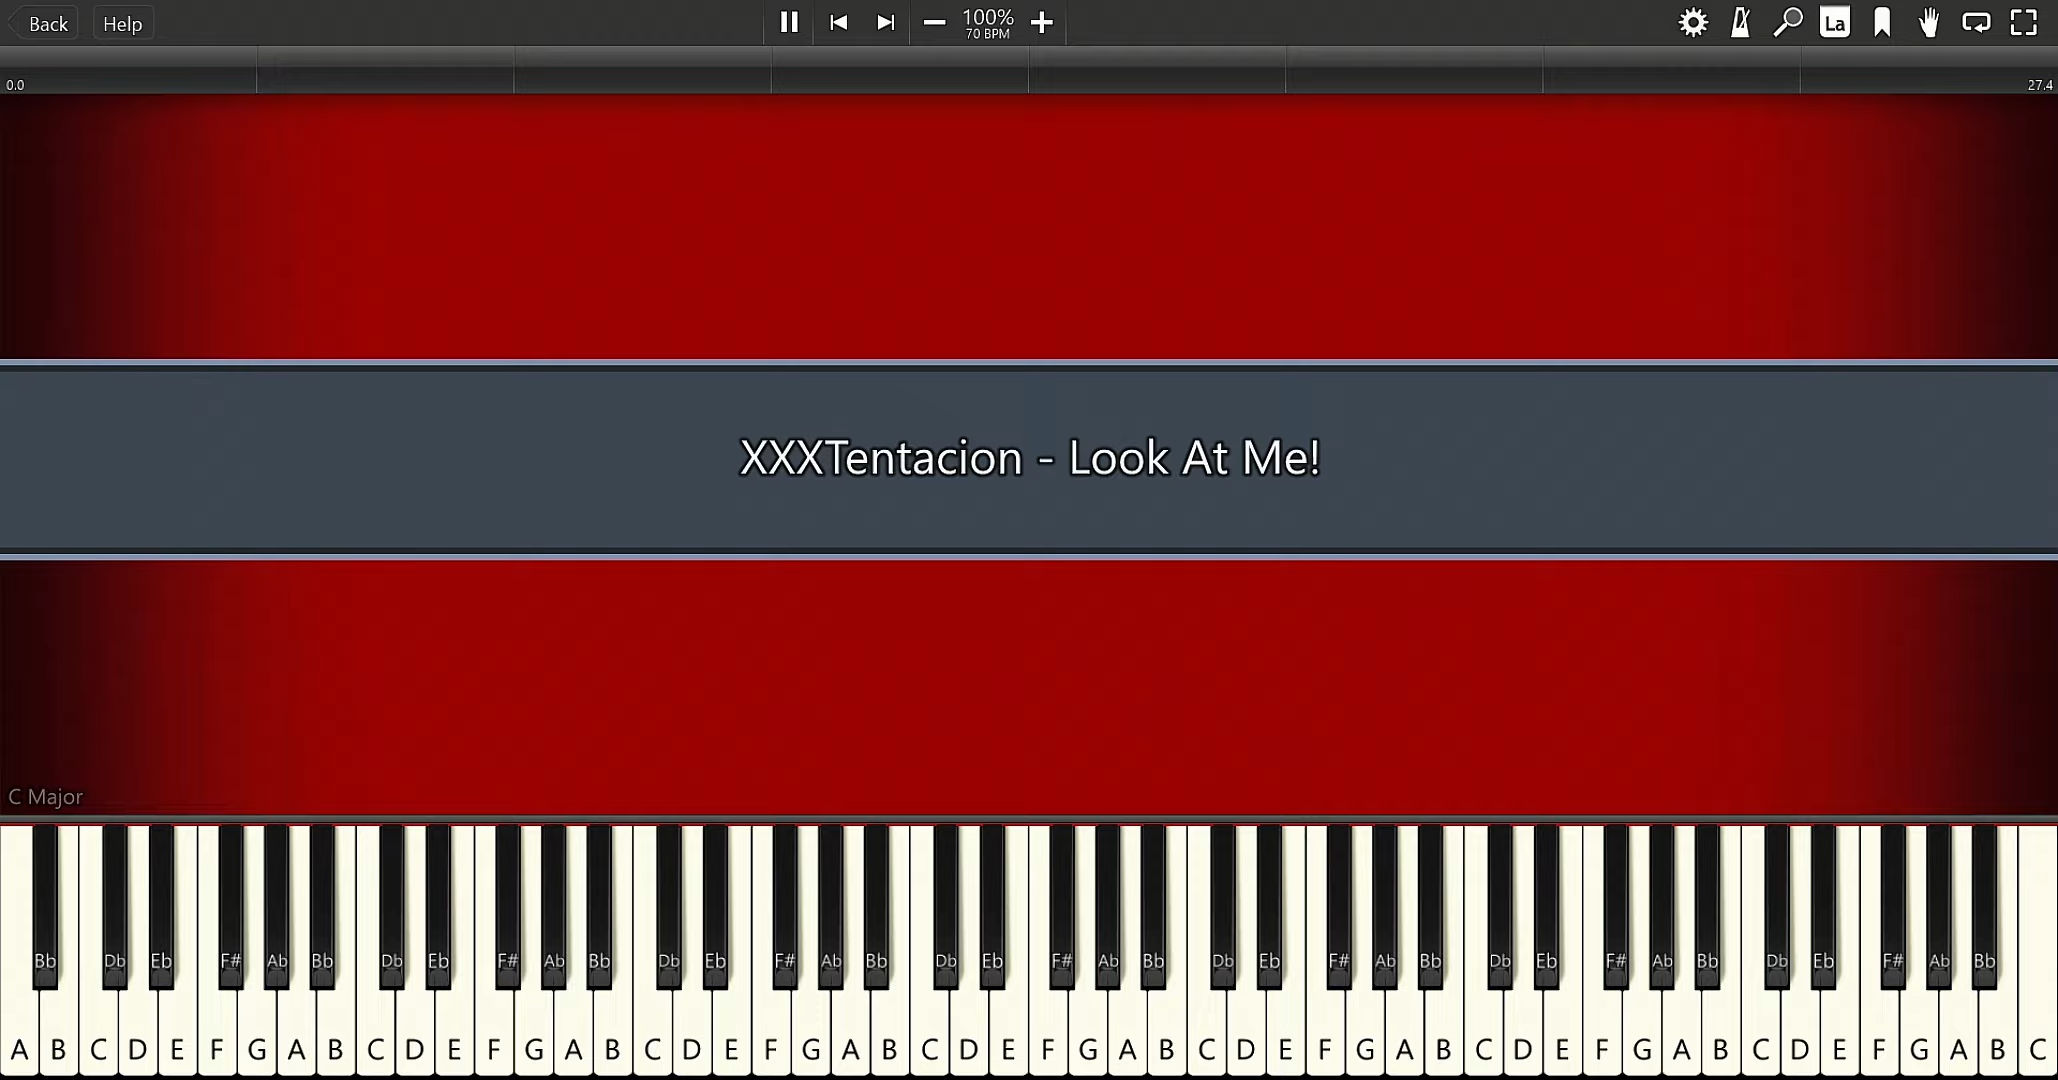 Back Help 100% La
70 BPM
0.0 27.4
XXXTentacion - Look At Me!
C Major
Bb Db Eb F# Ab Bb Db Eb F# Ab Bb Db Eb F# Ab Bb Db Eb F# Ab Bb Db Eb F# Ab Bb Db Eb F# Ab Bb Db Eb F# Ab Bb
A B C D E F G A B C D E F G A B C D E F G A B C D E F G A B C D E F G A B C D E F G A B C D E F G A B C